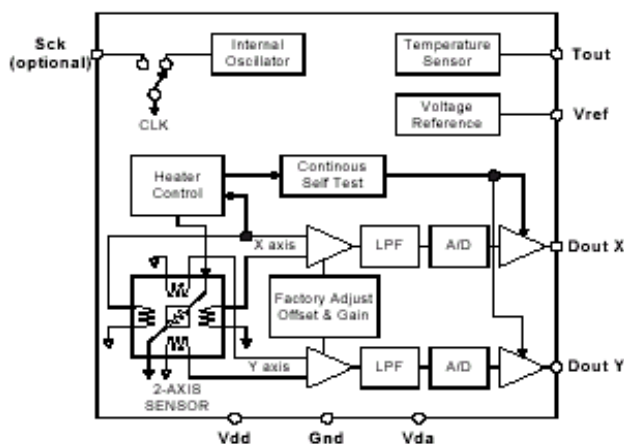 Sck
(optional)
Internal
Oscillator
Temperature
Sensor
Tout
CLK
Voltage
Reference
Vref
Heater
Control
Continous
Self Test
X axis
LPF
A/D
Dout X
Factory Adjust
Offset & Gain
Y axis
LPF
A/D
Dout Y
2-AXIS
SENSOR
Vdd
Gnd
Vda